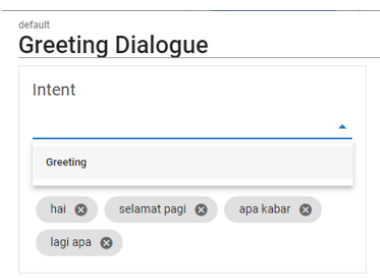 default
Greeting Dialogue
Intent
Greeting
hai selamat pagi apa kabar
lagi apa